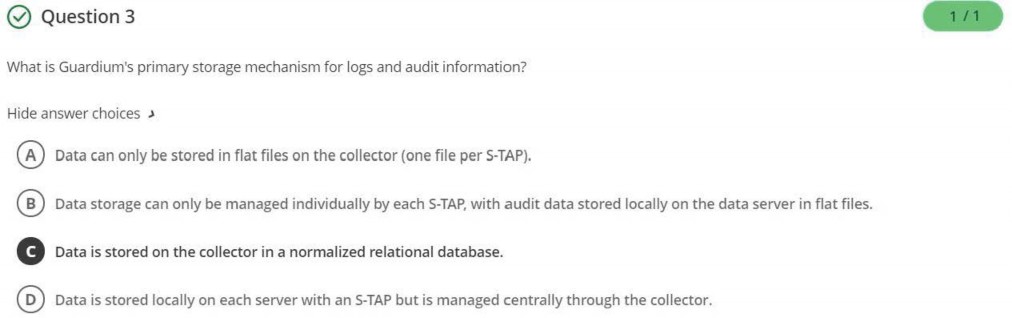 Question 3
1 / 1
What is Guardium's primary storage mechanism for logs and audit information?
Hide answer choices
A Data can only be stored in flat files on the collector (one file per S-TAP).
B Data storage can only be managed individually by each S-TAP, with audit data stored locally on the data server in flat files.
C Data is stored on the collector in a normalized relational database.
D Data is stored locally on each server with an S-TAP but is managed centrally through the collector.